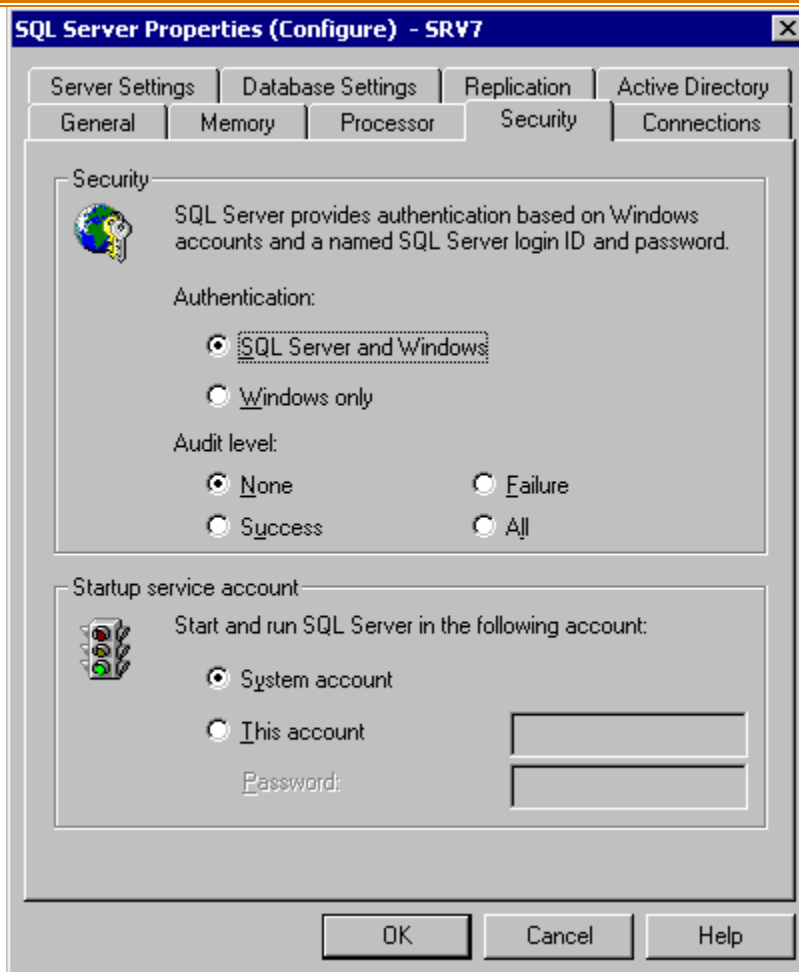 SQL Server Properties (Configure) - SRV7
Server Settings Database Settings Replication Active Directory
General Memory Processor Security Connections
Security
SQL Server provides authentication based on Windows
accounts and a named SQL Server login ID and password.
Authentication:
SQL Server and Windows
Windows only
Audit level:
None Failure
Success All
Startup service account
Start and run SQL Server in the following account:
System account
This account
Password:
OK Cancel Help